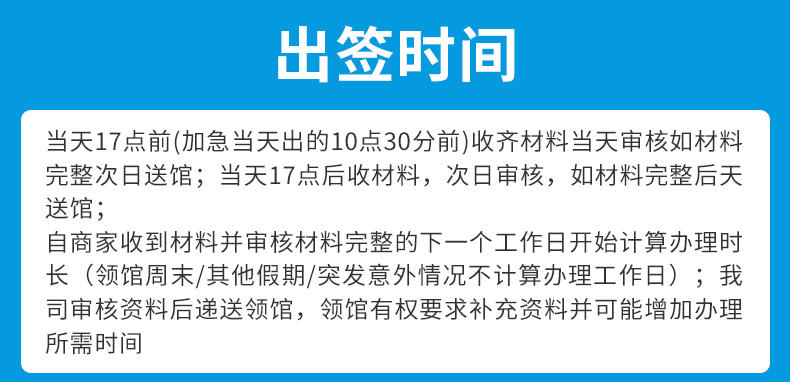 出签时间
当天17点前(加急当天出的10点30分前)收齐材料当天审核如材料
完整次日送馆；当天17点后收材料，次日审核，如材料完整后天
送馆；
自商家收到材料并审核材料完整的下一个工作日开始计算办理时
长（领馆周末/其他假期/突发意外情况不计算办理工作日）；我
司审核资料后递送领馆，领馆有权要求补充资料并可能增加办理
所需时间